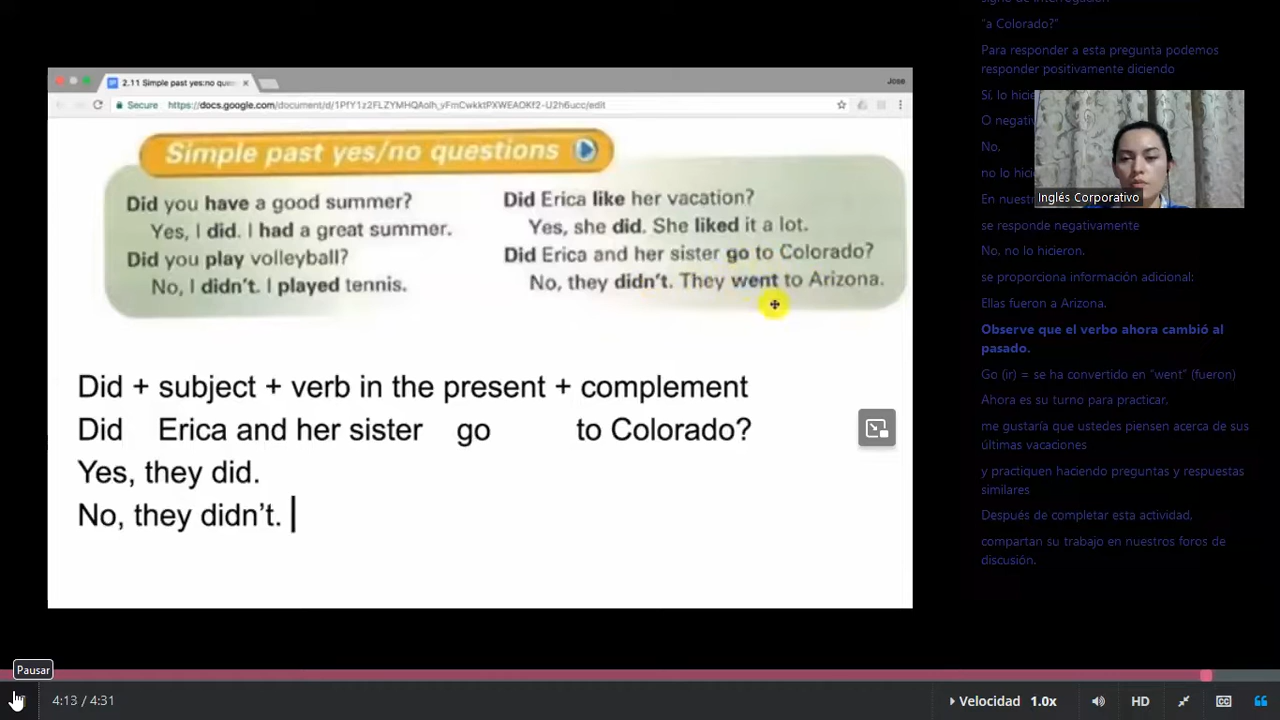 2.11 Simple past yes:no ques
Jose
Secure
https://docs.google.com/document/d/
/edit
Simple past yes/no questions
Did you have a good summer?
Yes, I did. I had a great summer.
Did you play volleyball?
No, I didn't. I played tennis.
Did Erica like her vacation?
Yes, she did. She liked it a lot.
Did Erica and her sister go to Colorado?
No, they didn't. They went to Arizona.
Did + subject + verb in the present + complement
Did Erica and her sister go to Colorado?
Yes, they did.
No, they didn't.
"a Colorado?"
Para responder a esta pregunta podemos
responder positivamente diciendo
Sí, lo hicie
O negativ
No.
no lo hicie
En nuestr
se responde negativamente
No, no lo hicieron.
se proporciona información adicional:
Ellas fueron a Arizona.
Observe que el verbo ahora cambió al
pasado.
Go (ir) = se ha convertido en "went" (fueron)
Ahora es su turno para practicar,
me gustaría que ustedes piensen acerca de sus
últimas vacaciones
y practiquen haciendo preguntas y respuestas
similares
Después de completar esta actividad,
compartan su trabajo en nuestros foros de
discusión.
Inglés Corporativo
Pausar
4:13 / 4:31
Velocidad 1.0x
HD
CC